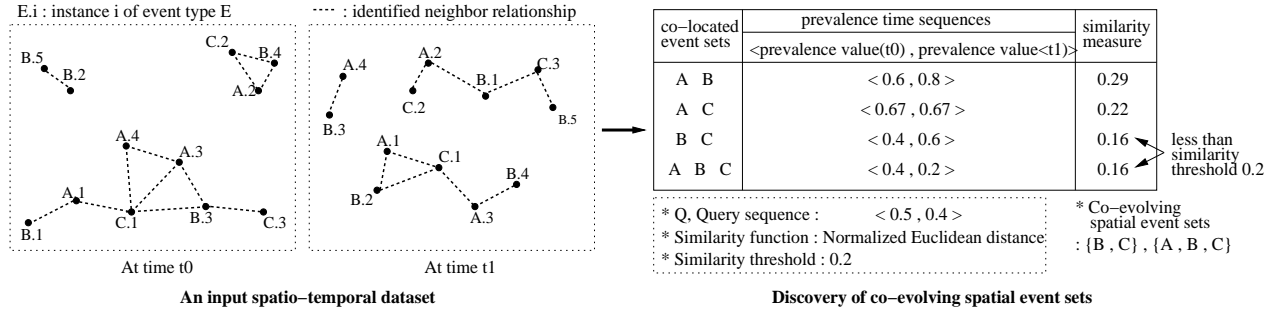 E.i : instance i of event type E
: identified neighbor relationship
C.2
B.4
A.2
B.5
B.2
A.4
A.3
A.1
B.1
C.1
B.3
C.3
At time t0
A.4
B.3
A.2
C.2
B.1
C.3
B.5
A.1
C.1
B.2
B.4
A.3
At time t1
An input spatio−temporal dataset
co−located event sets
prevalence time sequences
<prevalence value(t0) , prevalence value<t1)>
similarity measure
A B < 0.6 , 0.8 > 0.29
A C < 0.67 , 0.67 > 0.22
B C < 0.4 , 0.6 > 0.16
A B C < 0.4 , 0.2 > 0.16
less than
similarity
threshold 0.2
* Q, Query sequence : < 0.5 , 0.4 >
* Similarity function : Normalized Euclidean distance
* Similarity threshold : 0.2
* Co−evolving
spatial event sets
: {B , C} , {A , B , C}
Discovery of co−evolving spatial event sets